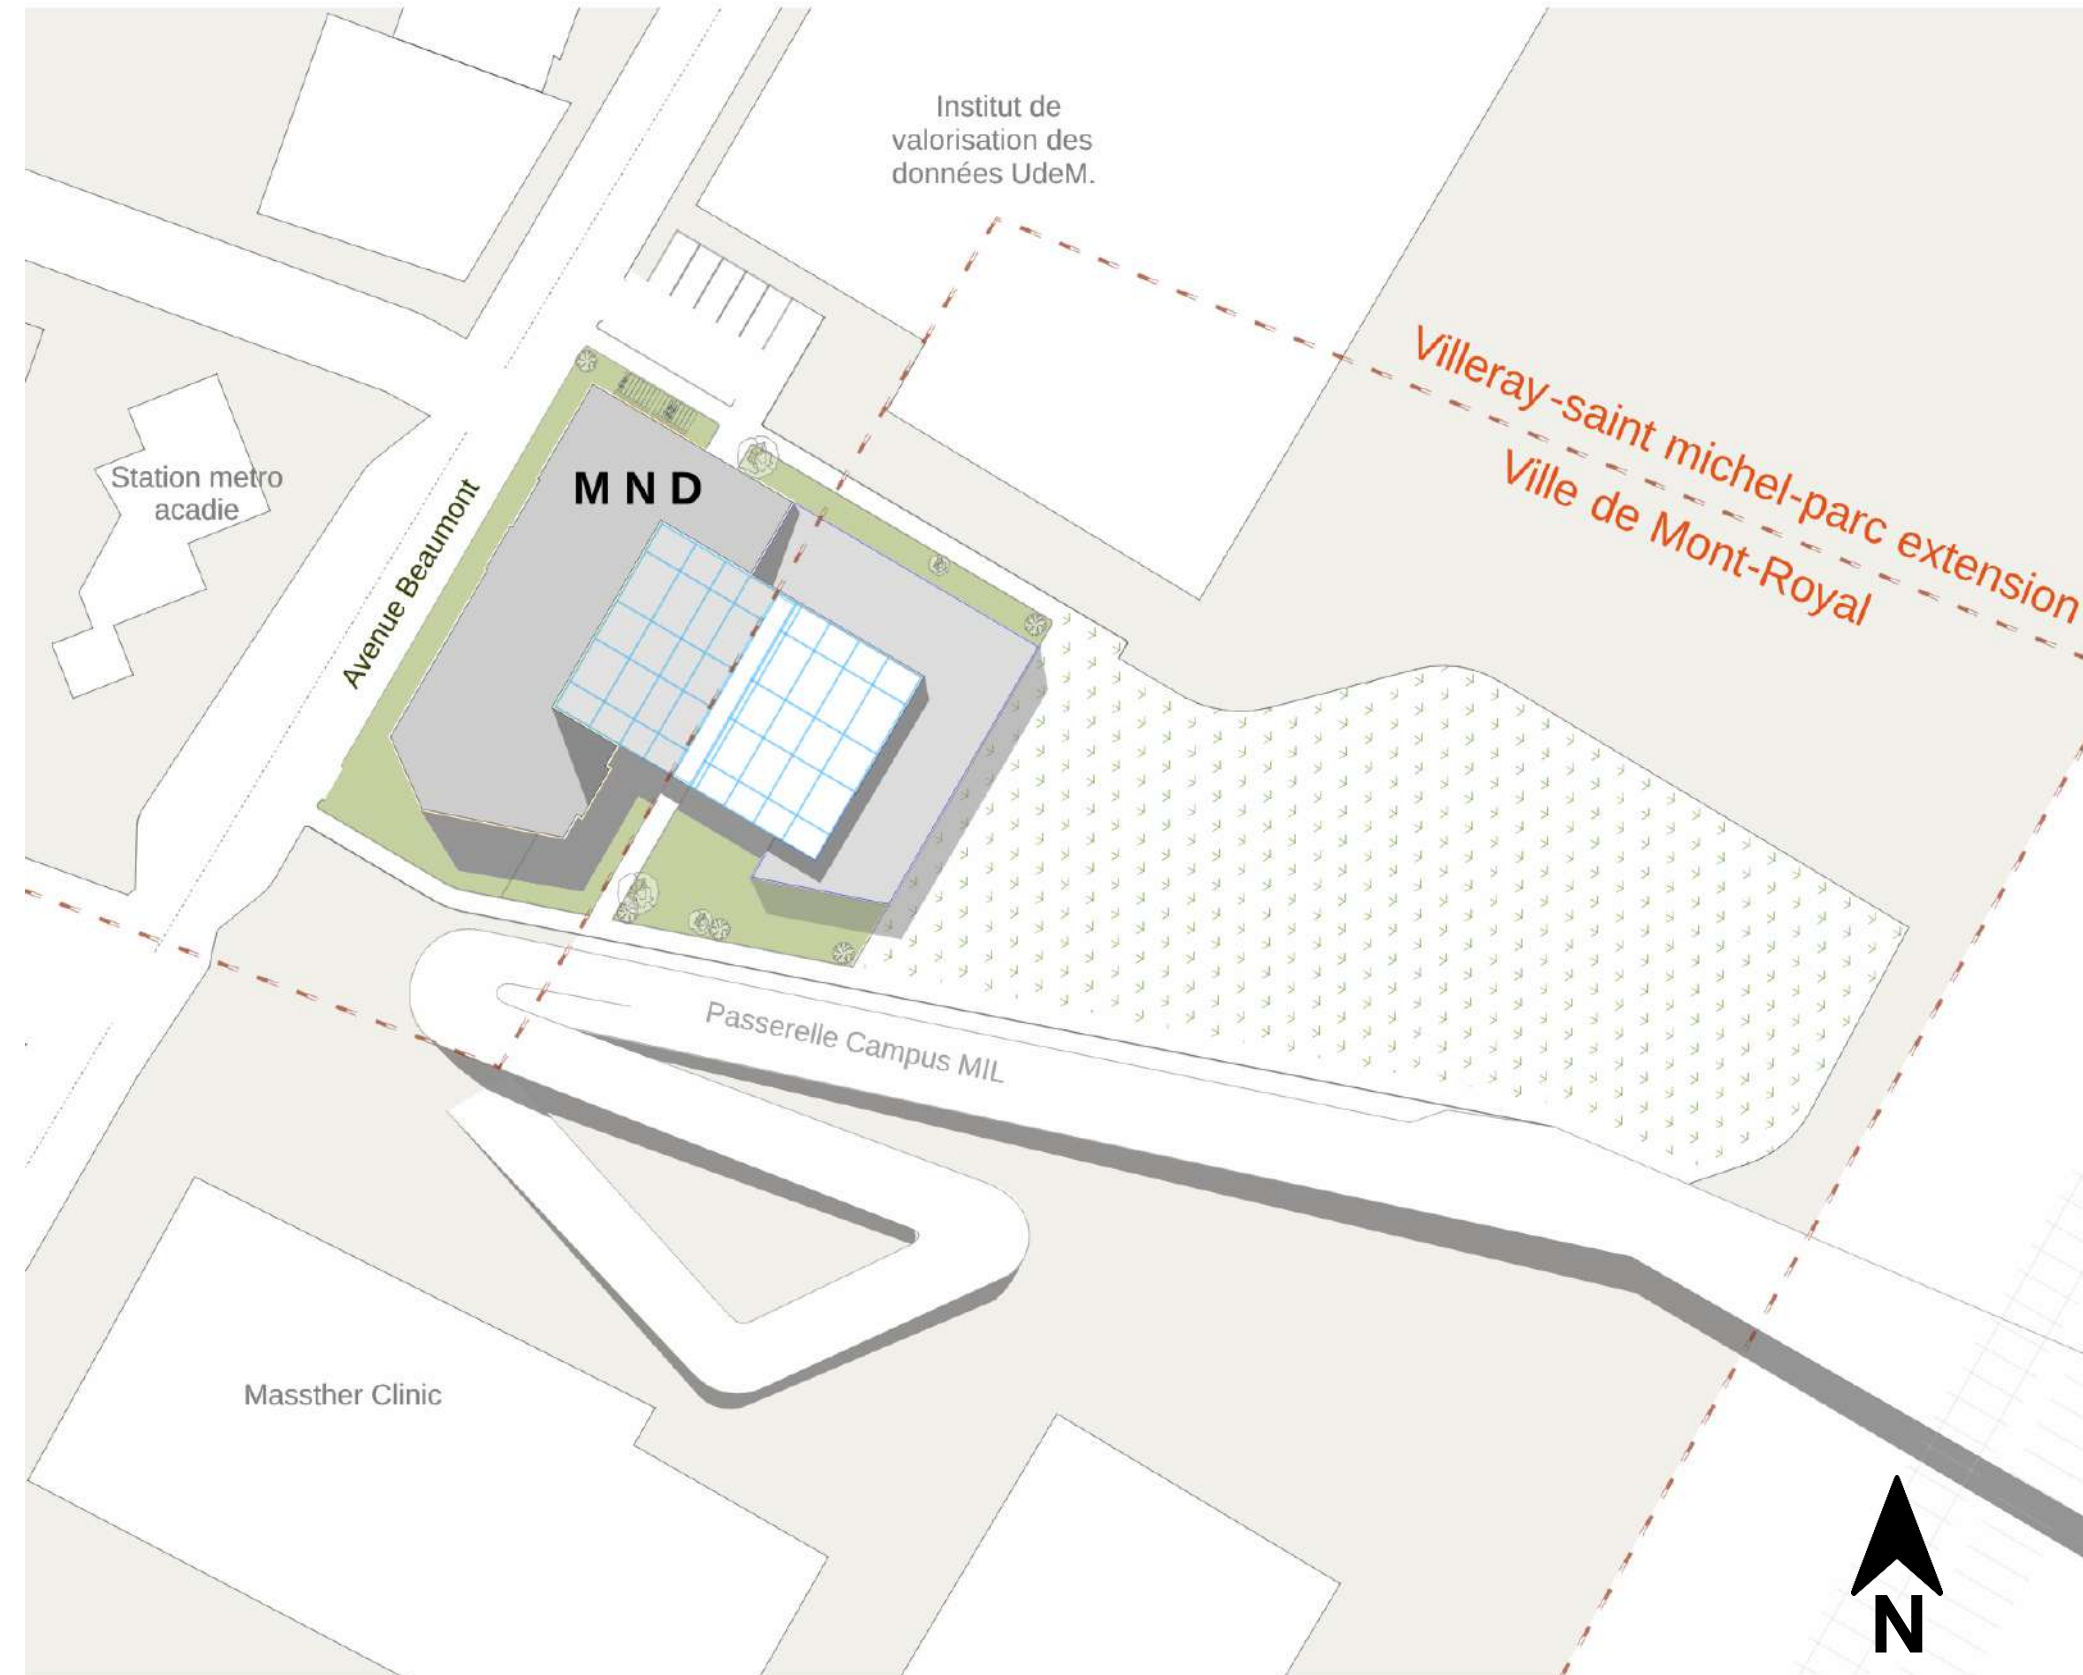 Institut de
valorisation des
données UdeM.
Villeray-saint michel-parc extension
Ville de Mont-Royal
M N D
Station metro
acadie
Avenue Beaumont
Passerelle Campus MIL
Massther Clinic
N